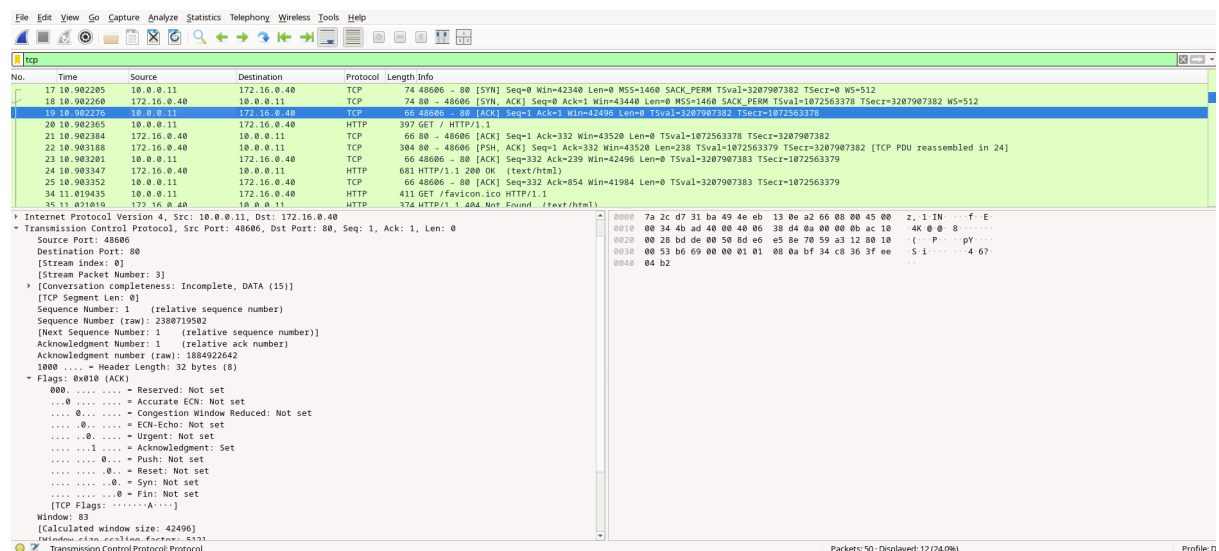 File Edit View Go Capture Analyze Statistics Telephony Wireless Tools Help
tcp
No. Time Source Destination Protocol Length Info
17 10.902205 10.0.0.11 172.16.0.40 TCP 74 48606 → 80 [SYN] Seq=0 Win=42340 Len=0 MSS=1460 SACK_PERM TSval=3207907382 TSecr=0 WS=512
18 10.902260 172.16.0.40 10.0.0.11 TCP 74 80 → 48606 [SYN, ACK] Seq=0 Ack=1 Win=43440 Len=0 MSS=1460 SACK_PERM TSval=1072563378 TSecr=3207907382 WS=512
19 10.902276 10.0.0.11 172.16.0.40 TCP 66 48606 → 80 [ACK] Seq=1 Ack=1 Win=42496 Len=0 TSval=3207907382 TSecr=1072563378
20 10.902365 10.0.0.11 172.16.0.40 HTTP 397 GET / HTTP/1.1
21 10.902384 172.16.0.40 10.0.0.11 TCP 66 80 → 48606 [ACK] Seq=1 Ack=332 Win=43520 Len=0 TSval=1072563378 TSecr=3207907382
22 10.903188 172.16.0.40 10.0.0.11 TCP 304 80 → 48606 [PSH, ACK] Seq=1 Ack=332 Win=43520 Len=238 TSval=1072563379 TSecr=3207907382 [TCP PDU reassembled in 24]
23 10.903201 10.0.0.11 172.16.0.40 TCP 66 48606 → 80 [ACK] Seq=332 Ack=239 Win=42496 Len=0 TSval=3207907383 TSecr=1072563379
24 10.903347 172.16.0.40 10.0.0.11 HTTP 681 HTTP/1.1 200 OK (text/html)
25 10.903352 10.0.0.11 172.16.0.40 TCP 66 48606 → 80 [ACK] Seq=332 Ack=854 Win=41984 Len=0 TSval=3207907383 TSecr=1072563379
34 11.019435 10.0.0.11 172.16.0.40 HTTP 411 GET /favicon.ico HTTP/1.1
35 11.021019 172.16.0.40 10.0.0.11 HTTP 374 HTTP/1.1 404 Not Found (text/html)
Internet Protocol Version 4, Src: 10.0.0.11, Dst: 172.16.0.40
Transmission Control Protocol, Src Port: 48606, Dst Port: 80, Seq: 1, Ack: 1, Len: 0
Source Port: 48606
Destination Port: 80
[Stream index: 0]
[Stream Packet Number: 3]
[Conversation completeness: Incomplete, DATA (15)]
[TCP Segment Len: 0]
Sequence Number: 1 (relative sequence number)
Sequence Number (raw): 2380719502
[Next Sequence Number: 1 (relative sequence number)]
Acknowledgment Number: 1 (relative ack number)
Acknowledgment number (raw): 1884922642
1000 .... = Header Length: 32 bytes (8)
Flags: 0x010 (ACK)
000. .... .... = Reserved: Not set
...0 .... .... = Accurate ECN: Not set
.... 0... .... = Congestion Window Reduced: Not set
.... .0.. .... = ECN-Echo: Not set
.... ..0. .... = Urgent: Not set
.... ...1 .... = Acknowledgment: Set
.... .... 0... = Push: Not set
.... .... .0.. = Reset: Not set
.... .... ..0. = Syn: Not set
.... .... ...0 = Fin: Not set
[TCP Flags: ·······A····]
Window: 83
[Calculated window size: 42496]
[Window size scaling factor: 512]
0000 7a 2c d7 31 ba 49 4e eb 13 0e a2 66 08 00 45 00 z,·1·IN· ···f··E·
0010 00 34 4b ad 40 00 40 06 38 d4 0a 00 00 0b ac 10 ·4K·@·@· 8·······
0020 00 28 bd de 00 50 8d e6 e5 8e 70 59 a3 12 80 10 ·(···P·· ··pY····
0030 00 53 b6 69 00 00 01 01 08 0a bf 34 c8 36 3f ee ·S·i···· ···4·6?·
0040 04 b2 ··
Transmission Control Protocol: Protocol
Packets: 50 · Displayed: 12 (24.0%)
Profile: D